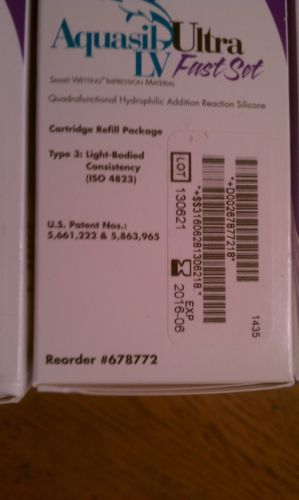 Aquasil Ultra
LV Fast Set
SMART WETTING® IMPRESSION MATERIAL
Quadrafunctional Hydrophilic Addition Reaction Silicone
Cartridge Refill Package
Type 3: Light-Bodied
Consistency
(ISO 4823)
U.S. Patent Nos.:
5,661,222 & 5,863,965
Reorder #678772
LOT
130621
EXP
2016-06
*+$$3160628130621B.*
*+D00267877218*
1435